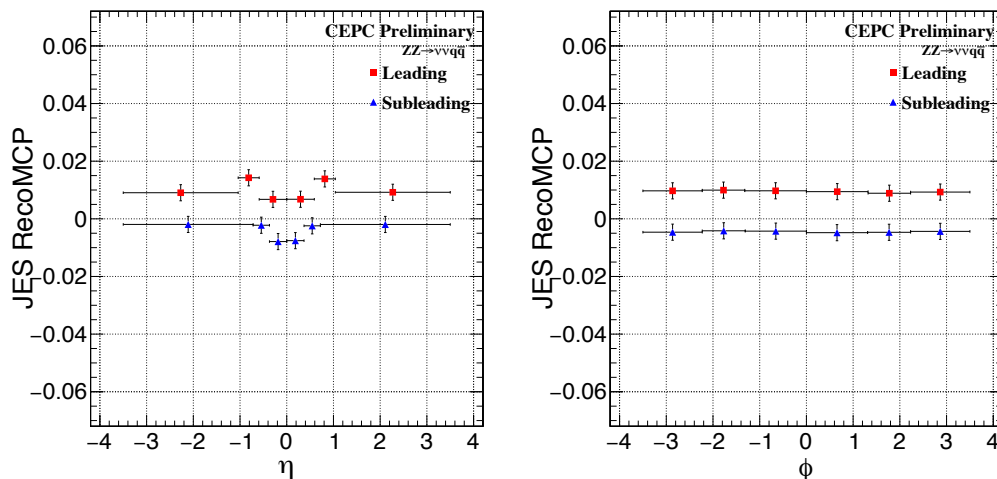 CEPC Preliminary
ZZ→ννqq̄
Leading
Subleading
JES RecoMCP
0.06
0.04
0.02
0
−0.02
−0.04
−0.06
−4 −3 −2 −1 0 1 2 3 4
η
CEPC Preliminary
ZZ→ννqq̄
Leading
Subleading
JES RecoMCP
0.06
0.04
0.02
0
−0.02
−0.04
−0.06
−4 −3 −2 −1 0 1 2 3 4
ϕ